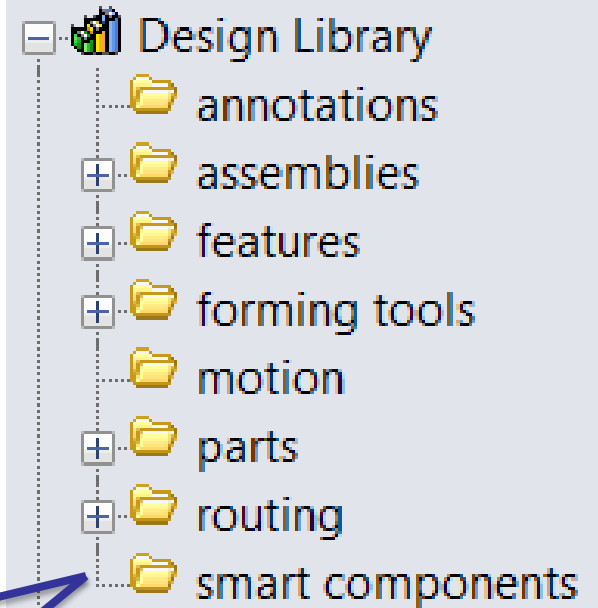 Design Library
annotations
assemblies
features
forming tools
motion
parts
routing
smart components